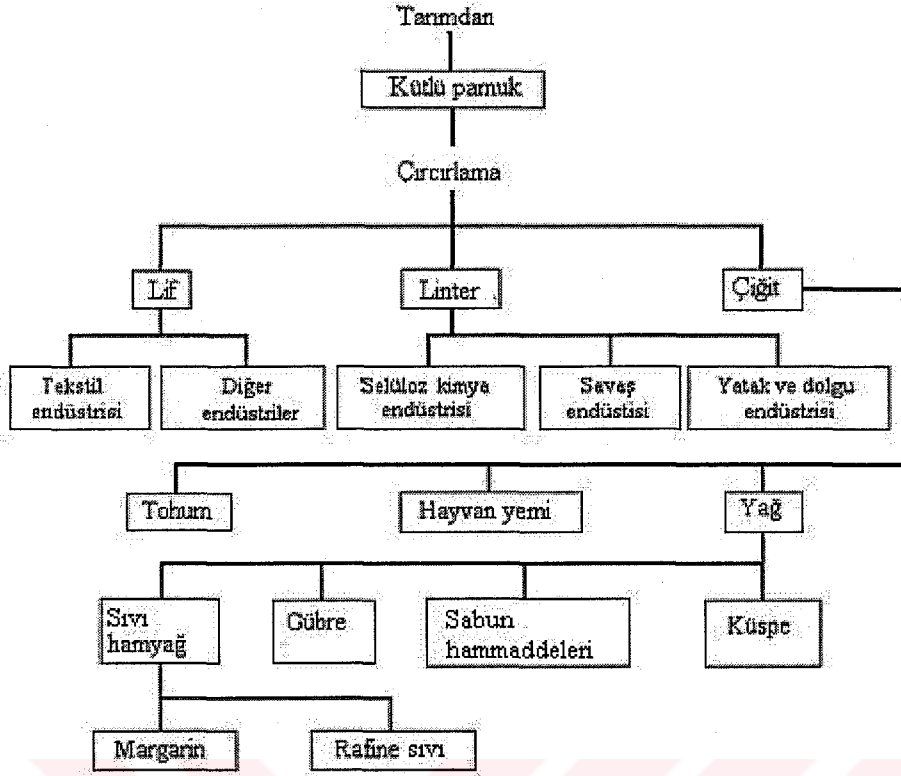 Tarımdan
Kütlü pamuk
Çırçırlama
Lif
Linter
Çiğit
Tekstil
endüstrisi
Diğer
endüstriler
Selüloz kimya
endüstrisi
Savaş
endüstisi
Yatak ve dolgu
endüstrisi
Tohum
Hayvan yemi
Yağ
Sıvı
hamyağ
Gübre
Sabun
hammaddeleri
Küspe
Margarin
Rafine sıvı